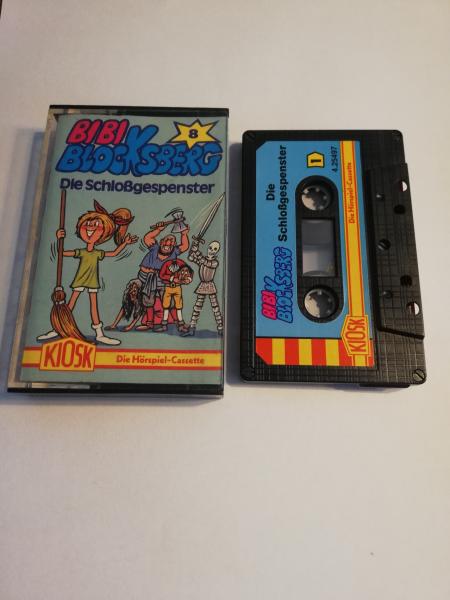 BIBI
BLOCKSBERG
8
Die Schloßgespenster
KIOSK
Die Hörspiel-Cassette
BIBI
BLOCKSBERG
Die
Schloßgespenster
1
4.25497
KIOSK
Die Hörspiel-Cassette